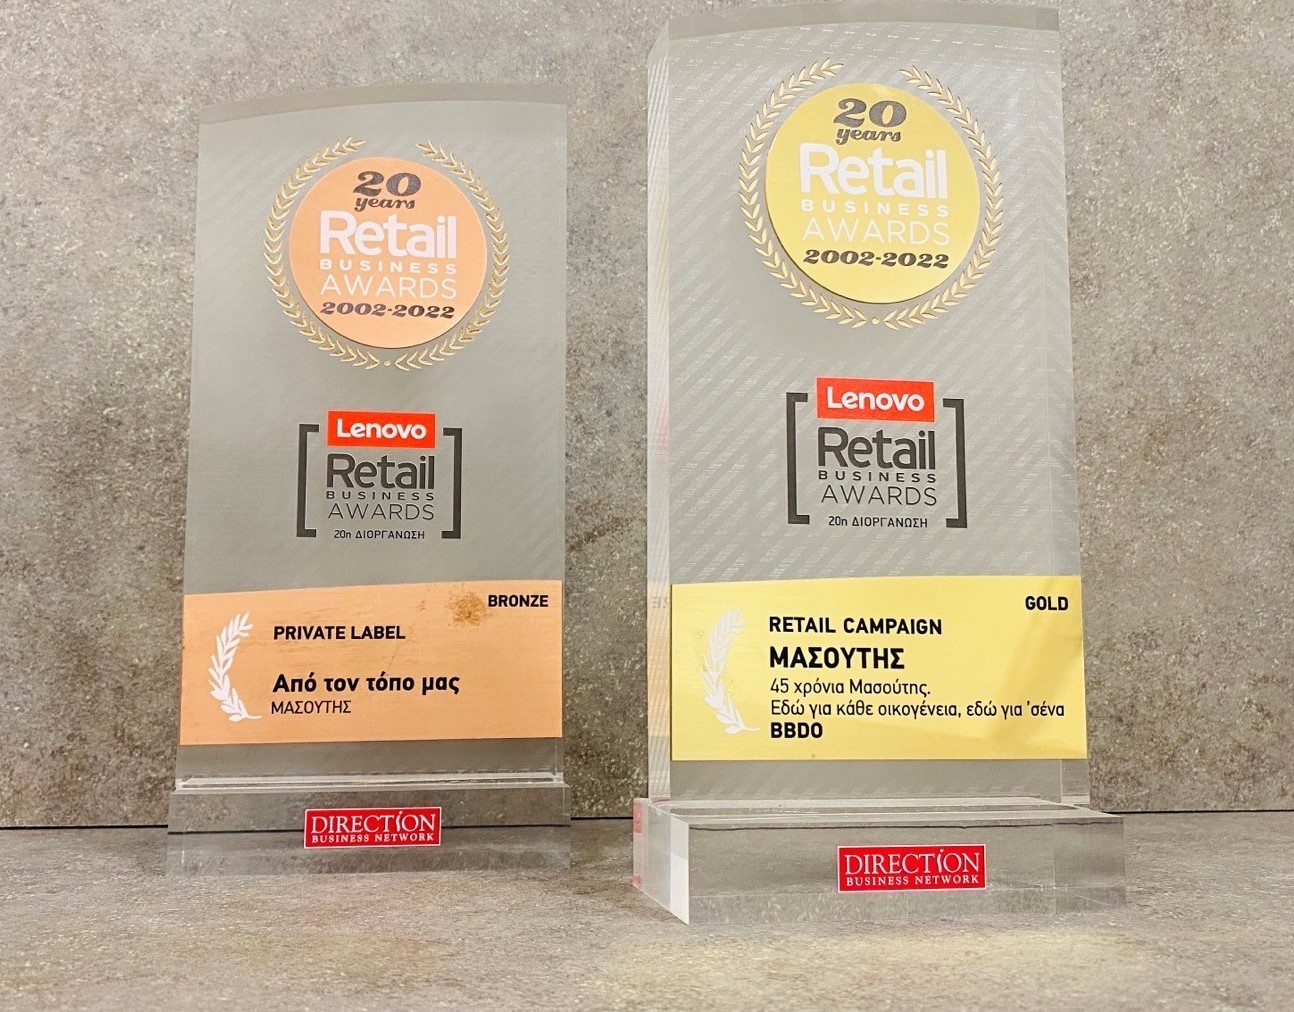 20
years
Retail
BUSINESS
AWARDS
2002-2022
Lenovo
Retail
BUSINESS
AWARDS
20η ΔΙΟΡΓΑΝΩΣΗ
BRONZE
PRIVATE LABEL
Από τον τόπο μας
ΜΑΣΟΥΤΗΣ
DIRECTION
BUSINESS NETWORK
20
years
Retail
BUSINESS
AWARDS
2002-2022
Lenovo
Retail
BUSINESS
AWARDS
20η ΔΙΟΡΓΑΝΩΣΗ
GOLD
RETAIL CAMPAIGN
ΜΑΣΟΥΤΗΣ
45 χρόνια Μασούτης.
Εδώ για κάθε οικογένεια, εδώ για 'σένα
BBDO
DIRECTION
BUSINESS NETWORK